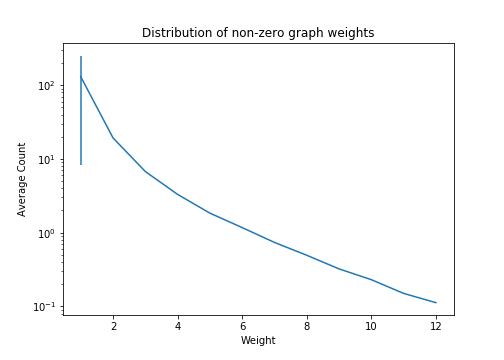 Distribution of non-zero graph weights
Average Count
10²
10¹
10⁰
10⁻¹
2 4 6 8 10 12
Weight